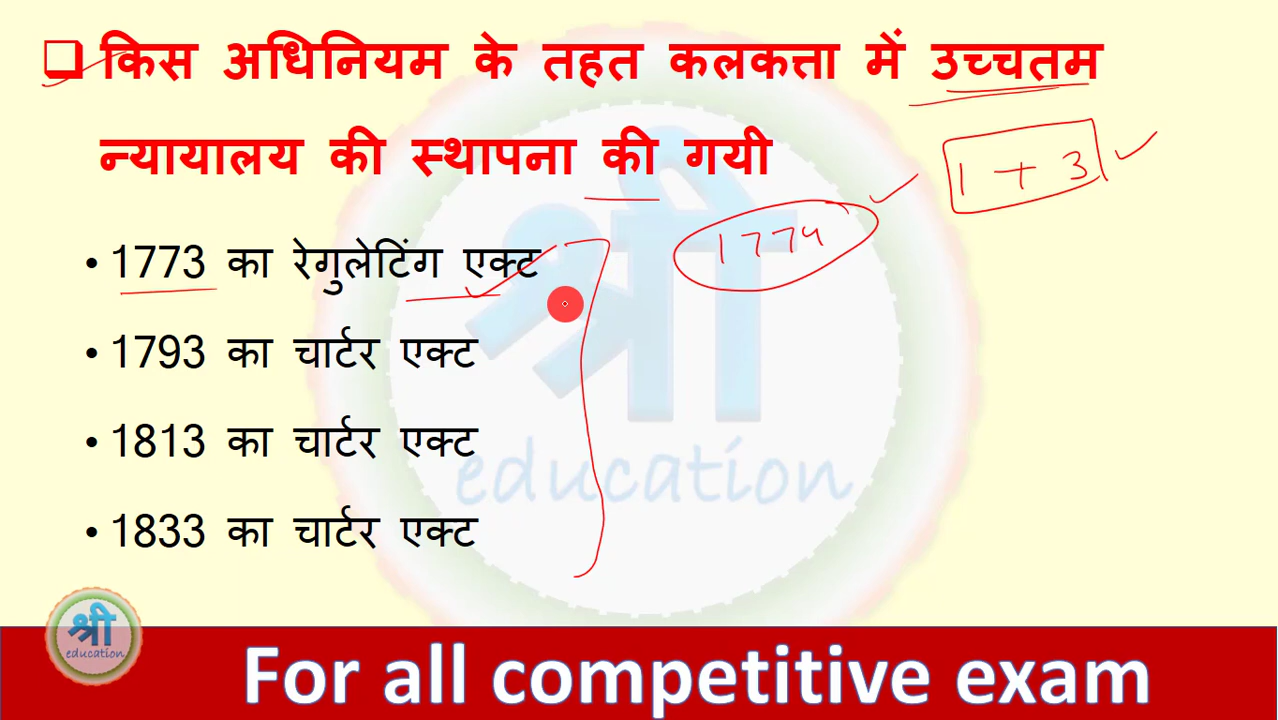 किस अधिनियम के तहत कलकत्ता में उच्चतम
न्यायालय की स्थापना की गयी
1 + 3
1774
• 1773 का रेगुलेटिंग एक्ट
• 1793 का चार्टर एक्ट
• 1813 का चार्टर एक्ट
• 1833 का चार्टर एक्ट
श्री
education
श्री
education
For all competitive exam